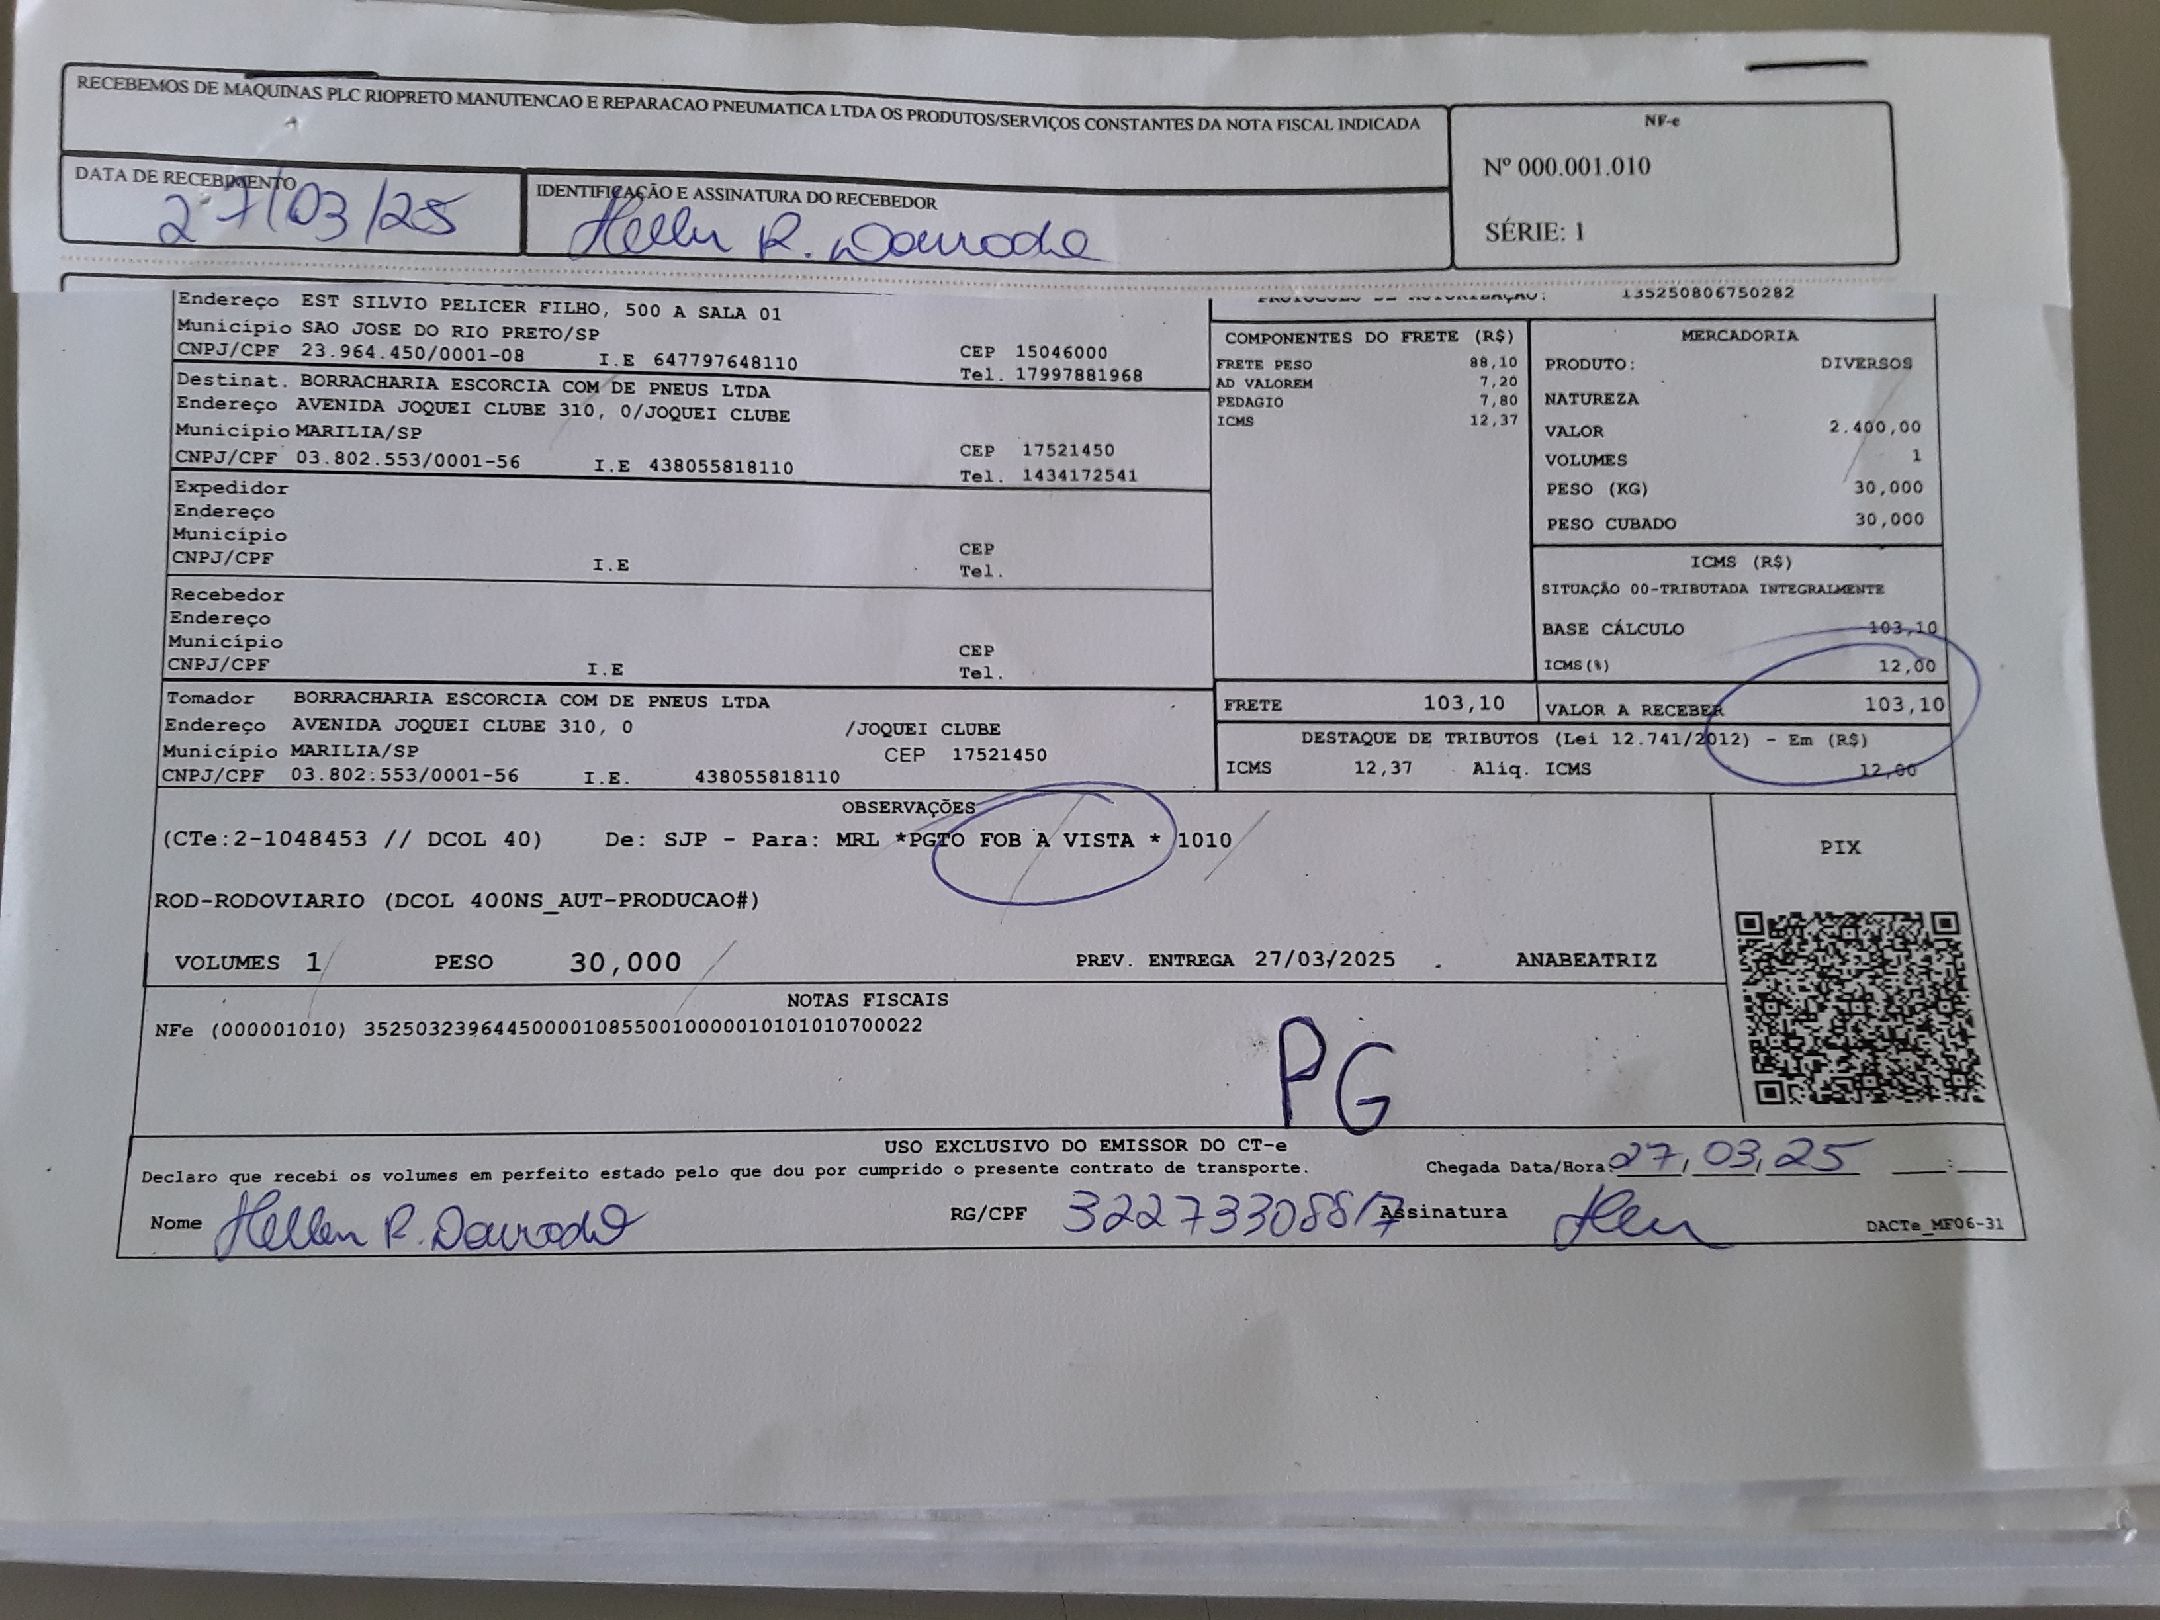 RECEBEMOS DE MAQUINAS PLC RIOPRETO MANUTENCAO E REPARACAO PNEUMATICA LTDA OS PRODUTOS/SERVIÇOS CONSTANTES DA NOTA FISCAL INDICADA
NF-e
Nº 000.001.010
SÉRIE: 1
DATA DE RECEBIMENTO
27/03/25
IDENTIFICAÇÃO E ASSINATURA DO RECEBEDOR
Hellen R.
Endereço EST SILVIO PELICER FILHO, 500 A SALA 01
Município SAO JOSE DO RIO PRETO/SP
CNPJ/CPF 23.964.450/0001-08 I.E 647797648110 CEP 15046000
Tel. 17997881968
Destinat. BORRACHARIA ESCORCIA COM DE PNEUS LTDA
Endereço AVENIDA JOQUEI CLUBE 310, 0/JOQUEI CLUBE
Município MARILIA/SP
CNPJ/CPF 03.802.553/0001-56 I.E 438055818110 CEP 17521450
Tel. 1434172541
Expedidor
Endereço
Município
CNPJ/CPF I.E CEP
Tel.
Recebedor
Endereço
Município
CNPJ/CPF I.E CEP
Tel.
Tomador BORRACHARIA ESCORCIA COM DE PNEUS LTDA
Endereço AVENIDA JOQUEI CLUBE 310, 0 /JOQUEI CLUBE
Município MARILIA/SP CEP 17521450
CNPJ/CPF 03.802.553/0001-56 I.E. 438055818110
PROTOCOLO DE AUTORIZAÇÃO: 135250806750282
COMPONENTES DO FRETE (R$)
FRETE PESO 88,10
AD VALOREM 7,20
PEDAGIO 7,80
ICMS 12,37
MERCADORIA
PRODUTO: DIVERSOS
NATUREZA
VALOR 2.400,00
VOLUMES 1
PESO (KG) 30,000
PESO CUBADO 30,000
ICMS (R$)
SITUAÇÃO 00-TRIBUTADA INTEGRALMENTE
BASE CÁLCULO 103,10
ICMS(%) 12,00
FRETE 103,10 VALOR A RECEBER 103,10
DESTAQUE DE TRIBUTOS (Lei 12.741/2012) - Em (R$)
ICMS 12,37 Aliq. ICMS 12,00
OBSERVAÇÕES
(CTe:2-1048453 // DCOL 40) De: SJP - Para: MRL *PGTO FOB A VISTA * 1010
ROD-RODOVIARIO (DCOL 400NS_AUT-PRODUCAO#)
VOLUMES 1 PESO 30,000 PREV. ENTREGA 27/03/2025 . ANABEATRIZ
PIX
NOTAS FISCAIS
NFe (000001010) 35250323964450000108550010000010101010700022
PG
USO EXCLUSIVO DO EMISSOR DO CT-e
Declaro que recebi os volumes em perfeito estado pelo que dou por cumprido o presente contrato de transporte.
Chegada Data/Hora: 27/03/25 :
Nome Hellen R. RG/CPF 32273308817 Assinatura
DACTe_MF06-31